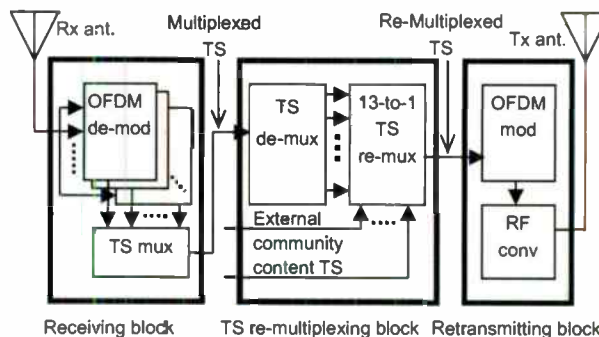 Rx ant.
Multiplexed
TS
Re-Multiplexed
TS
Tx ant.
OFDM
de-mod
TS mux
TS
de-mux
13-to-1
TS
re-mux
External
community
content TS
OFDM
mod
RF
conv
Receiving block
TS re-multiplexing block
Retransmitting block